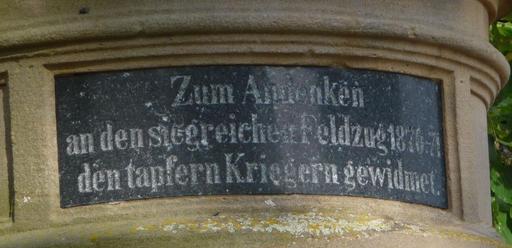 Zum Andenken
an den siegreichen Feldzug 1870-71
den tapfern Kriegern gewidmet.